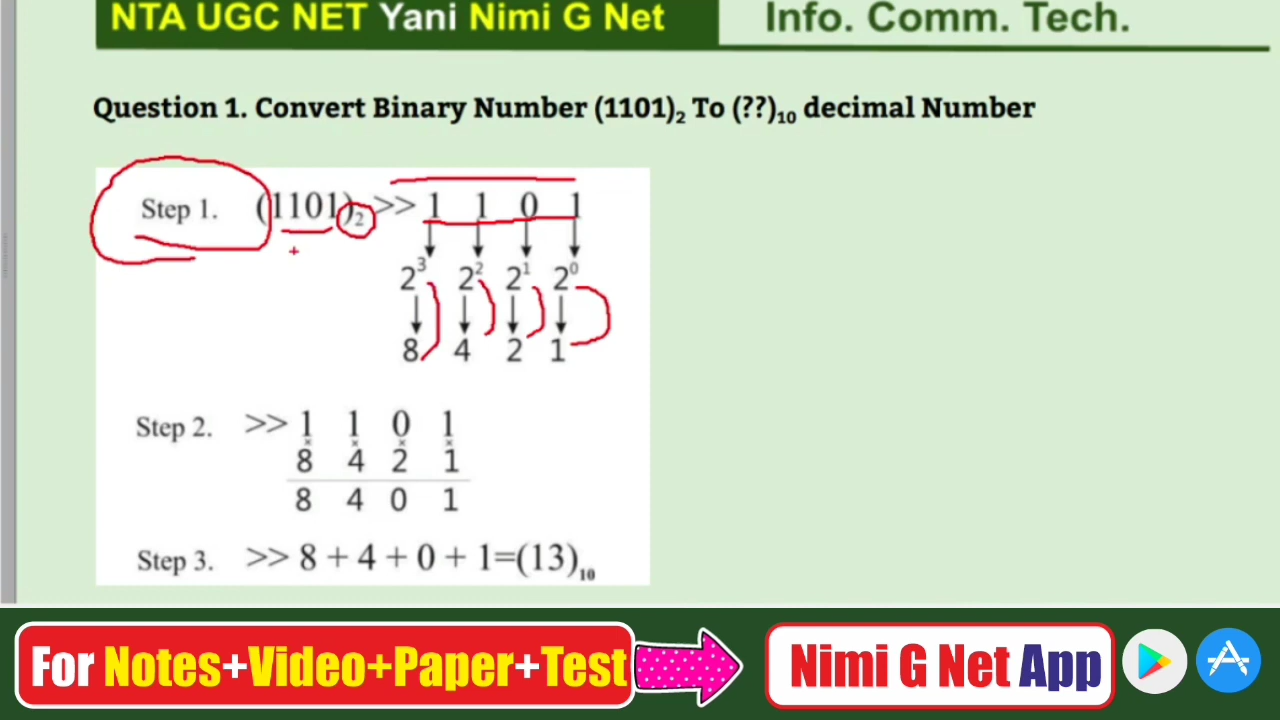 NTA UGC NET Yani Nimi G Net
Info. Comm. Tech.
Question 1. Convert Binary Number (1101)₂ To (??)₁₀ decimal Number
Step 1. (1101)₂ >> 1 1 0 1
2³ 2² 2¹ 2⁰
8 4 2 1
Step 2. >> 1 1 0 1
× × × ×
8 4 2 1
8 4 0 1
Step 3. >> 8 + 4 + 0 + 1=(13)₁₀
For Notes+Video+Paper+Test
Nimi G Net App